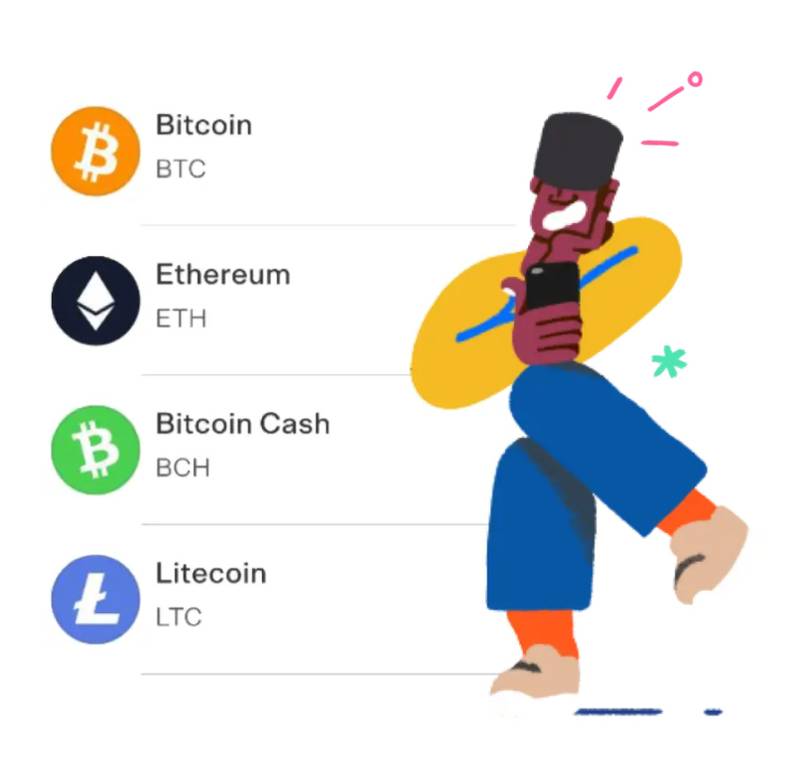 Bitcoin
BTC
Ethereum
ETH
Bitcoin Cash
BCH
Litecoin
LTC